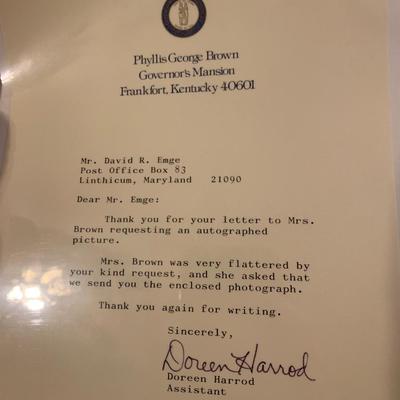 Phyllis George Brown
Governor's Mansion
Frankfort, Kentucky 40601
Mr. David R. Emge
Post Office Box 83
Linthicum, Maryland 21090
Dear Mr. Emge:
Thank you for your letter to Mrs.
Brown requesting an autographed
picture.
Mrs. Brown was very flattered by
your kind request, and she asked that
we send you the enclosed photograph.
Thank you again for writing.
Sincerely,
Doreen Harrod
Doreen Harrod
Assistant